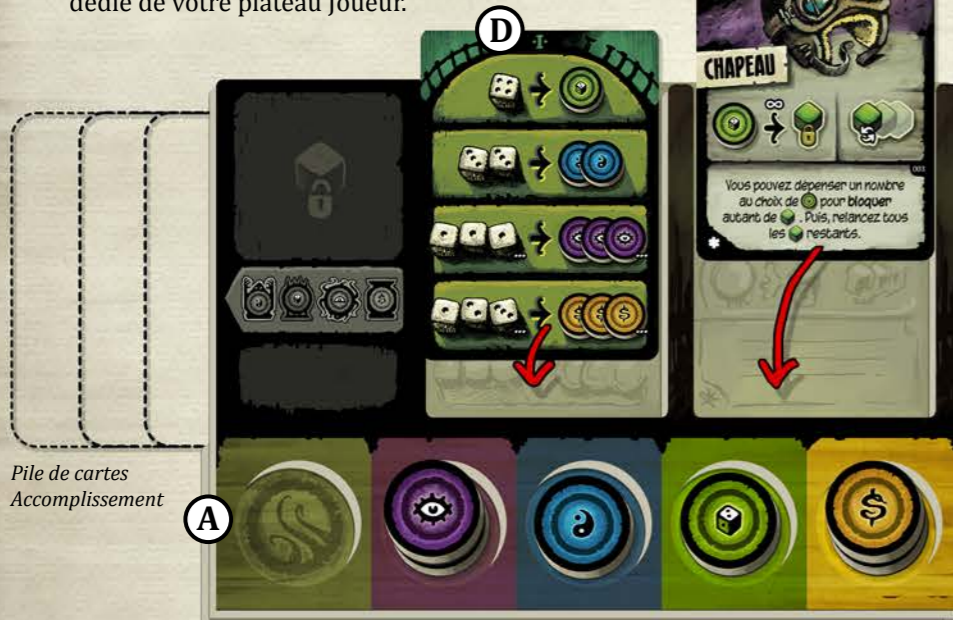 dédié de votre plateau Joueur.
D
I
CHAPEAU
∞
003
Vous pouvez dépenser un nombre
au choix de pour bloquer
autant de . Puis, relancez tous
les restants.
Pile de cartes
Accomplissement
A
$